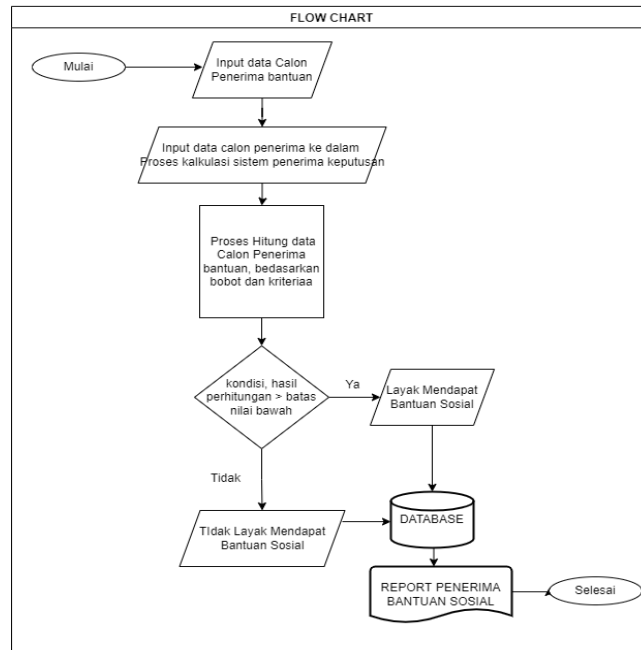 FLOW CHART
Mulai
Input data Calon
Penerima bantuan
Input data calon penerima ke dalam
Proses kalkulasi sistem penerima keputusan
Proses Hitung data
Calon Penerima
bantuan, bedasarkan
bobot dan kriteriaa
kondisi, hasil
perhitungan > batas
nilai bawah
Ya
Layak Mendapat
Bantuan Sosial
Tidak
TIdak Layak Mendapat
Bantuan Sosial
DATABASE
REPORT PENERIMA
BANTUAN SOSIAL
Selesai